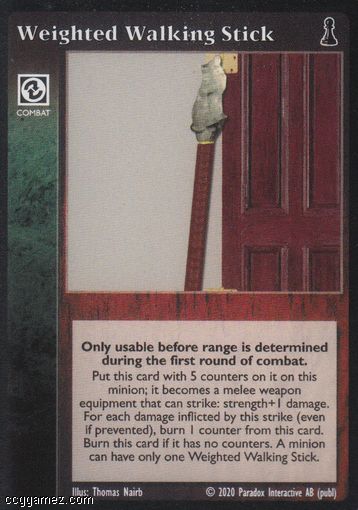 Weighted Walking Stick
COMBAT
Only usable before range is determined
during the first round of combat.
Put this card with 5 counters on it on this
minion; it becomes a melee weapon
equipment that can strike: strength+1 damage.
For each damage inflicted by this strike (even
if prevented), burn 1 counter from this card.
Burn this card if it has no counters. A minion
can have only one Weighted Walking Stick.
Illus: Thomas Nairb © 2020 Paradox Interactive AB (publ)
ccggamez.com